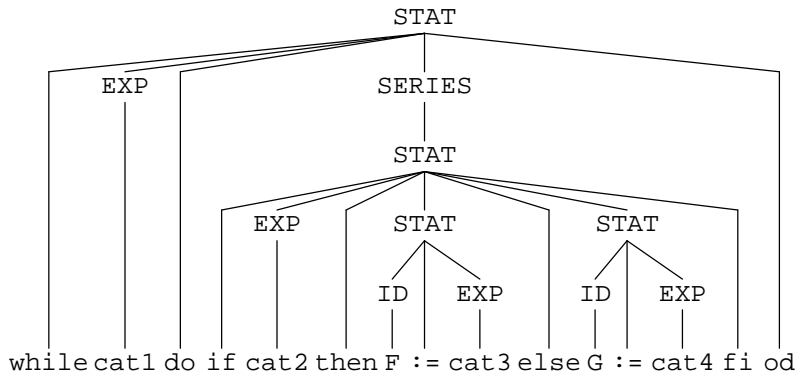 STAT
EXP SERIES
STAT
EXP STAT STAT
ID EXP ID EXP
while cat1 do if cat2 then F := cat3 else G := cat4 fi od